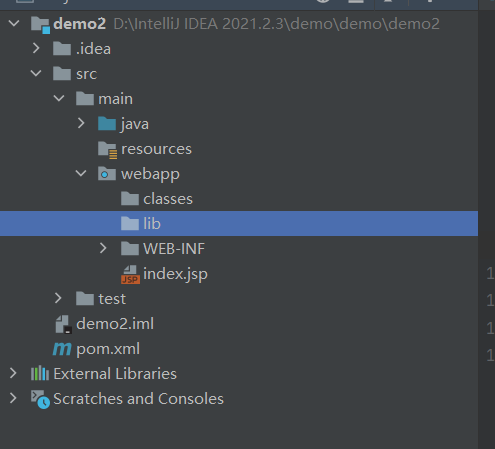 demo2 D:\IntelliJ IDEA 2021.2.3\demo\demo\demo2
.idea
src
main
java
resources
webapp
classes
lib
WEB-INF
JSP index.jsp
test
demo2.iml
m pom.xml
External Libraries
Scratches and Consoles